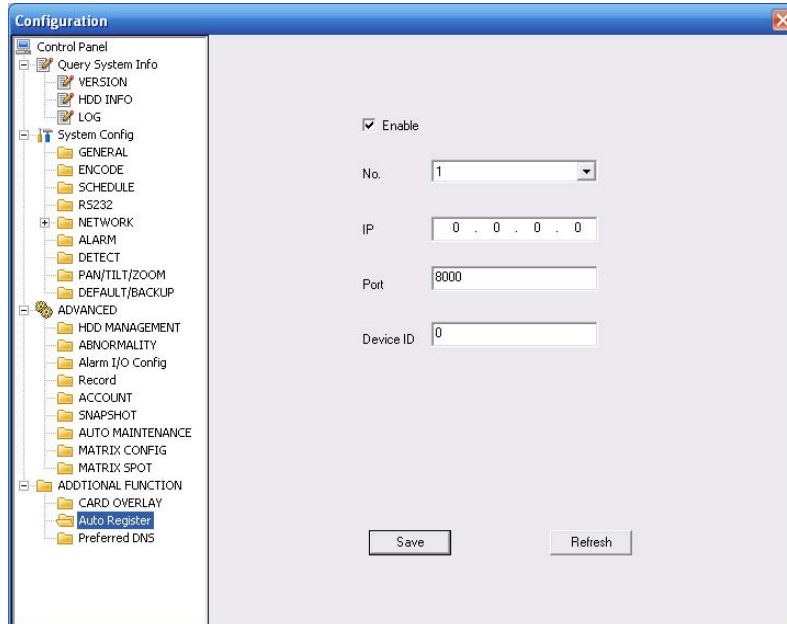 Configuration
Control Panel
Query System Info
VERSION
HDD INFO
LOG
System Config
GENERAL
ENCODE
SCHEDULE
RS232
NETWORK
ALARM
DETECT
PAN/TILT/ZOOM
DEFAULT/BACKUP
ADVANCED
HDD MANAGEMENT
ABNORMALITY
Alarm I/O Config
Record
ACCOUNT
SNAPSHOT
AUTO MAINTENANCE
MATRIX CONFIG
MATRIX SPOT
ADDTIONAL FUNCTION
CARD OVERLAY
Auto Register
Preferred DNS
Enable
No. 1
IP 0 . 0 . 0 . 0
Port 8000
Device ID 0
Save Refresh